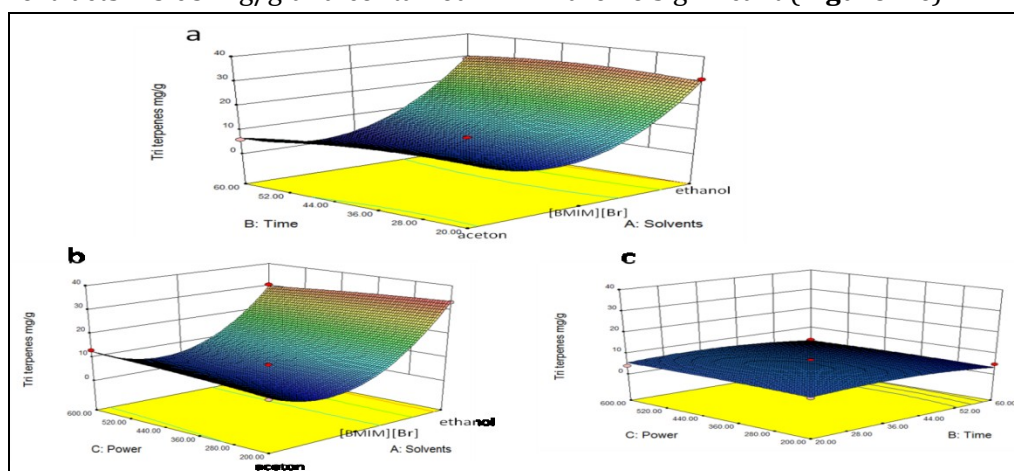 mg/g and significant (Figure
a
40
30
20
10
0
Tri terpenes mg/g
60.00
52.00
44.00
36.00
28.00
20.00
B: Time
aceton
[BMIM][Br]
ethanol
A: Solvents
b
40
30
20
10
0
Tri terpenes mg/g
600.00
520.00
440.00
360.00
280.00
200.00
C: Power
aceton
[BMIM][Br]
ethanol
A: Solvents
c
40
30
20
10
0
Tri terpenes mg/g
600.00
520.00
440.00
360.00
280.00
200.00
C: Power
20.00
28.00
36.00
44.00
52.00
60.00
B: Time